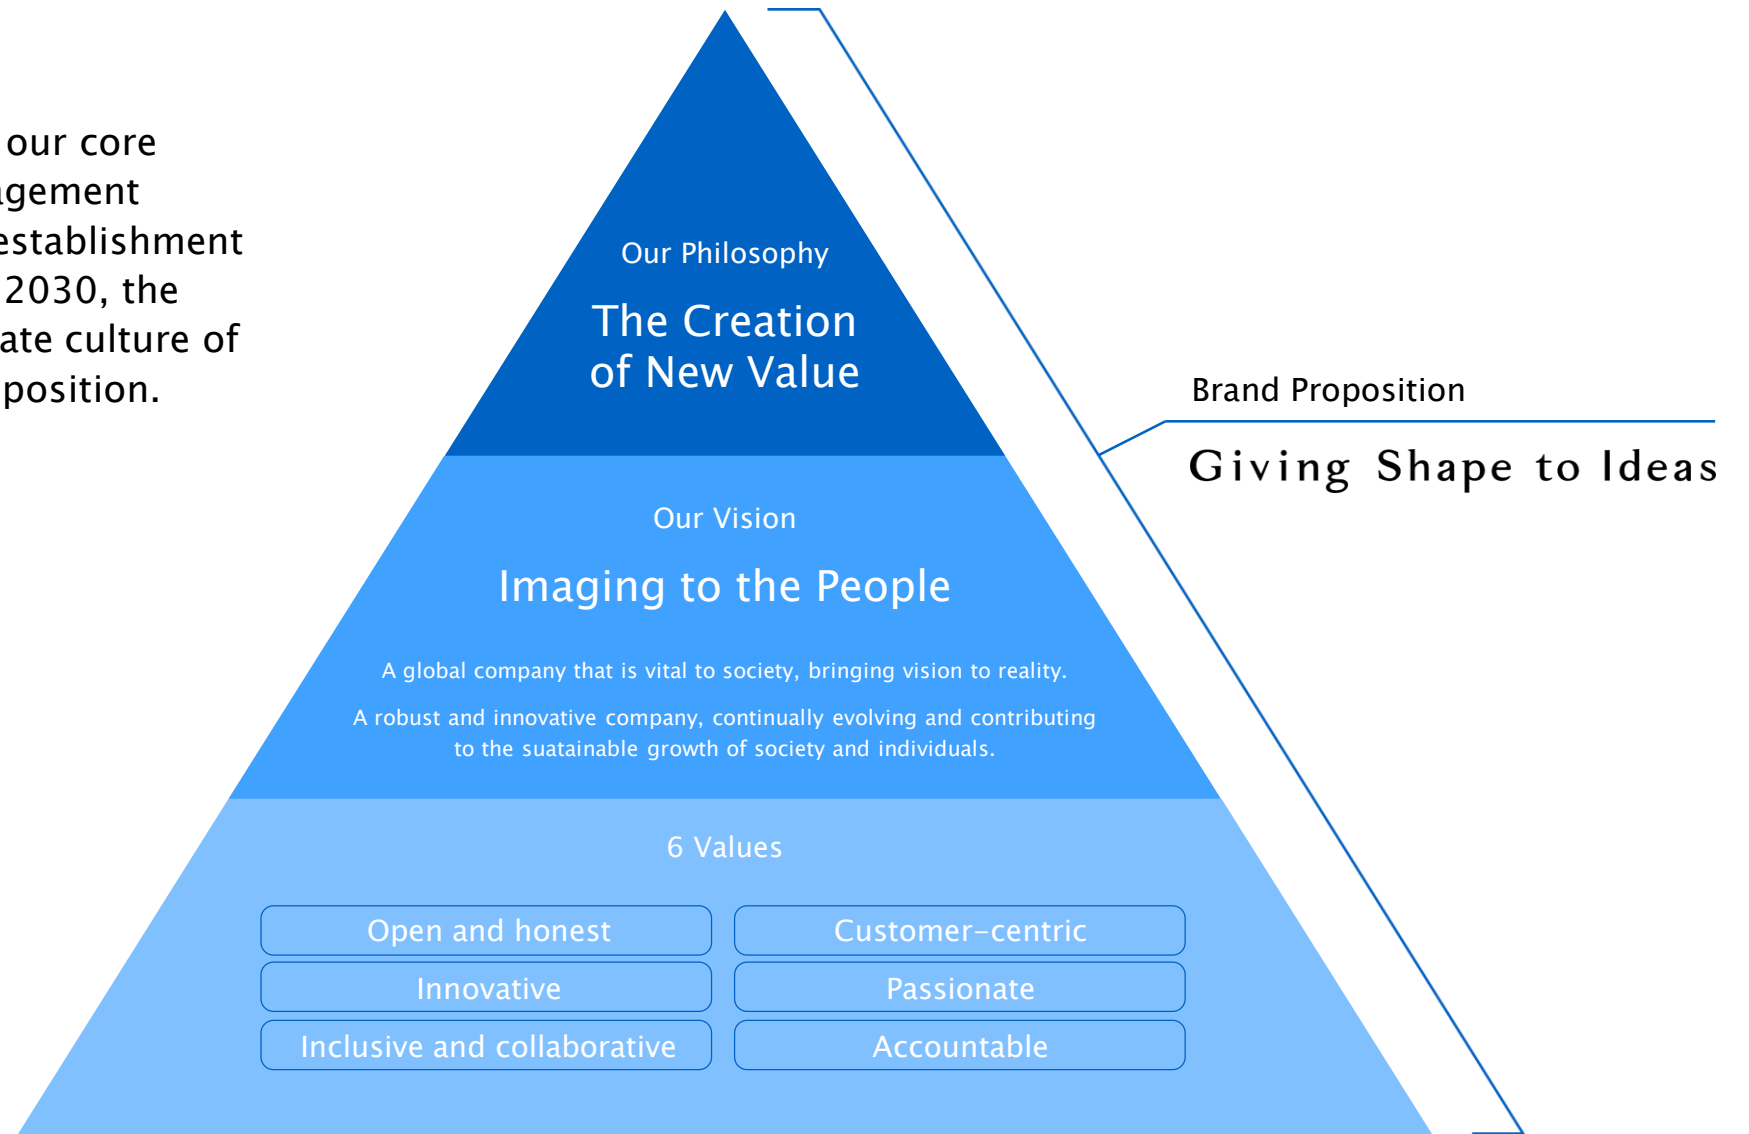 our core
agement
establishment
2030, the
ate culture of
position.
Our Philosophy
The Creation
of New Value
Brand Proposition
Giving Shape to Ideas
Our Vision
Imaging to the People
A global company that is vital to society, bringing vision to reality.
A robust and innovative company, continually evolving and contributing
to the suatainable growth of society and individuals.
6 Values
Open and honest
Customer-centric
Innovative
Passionate
Inclusive and collaborative
Accountable